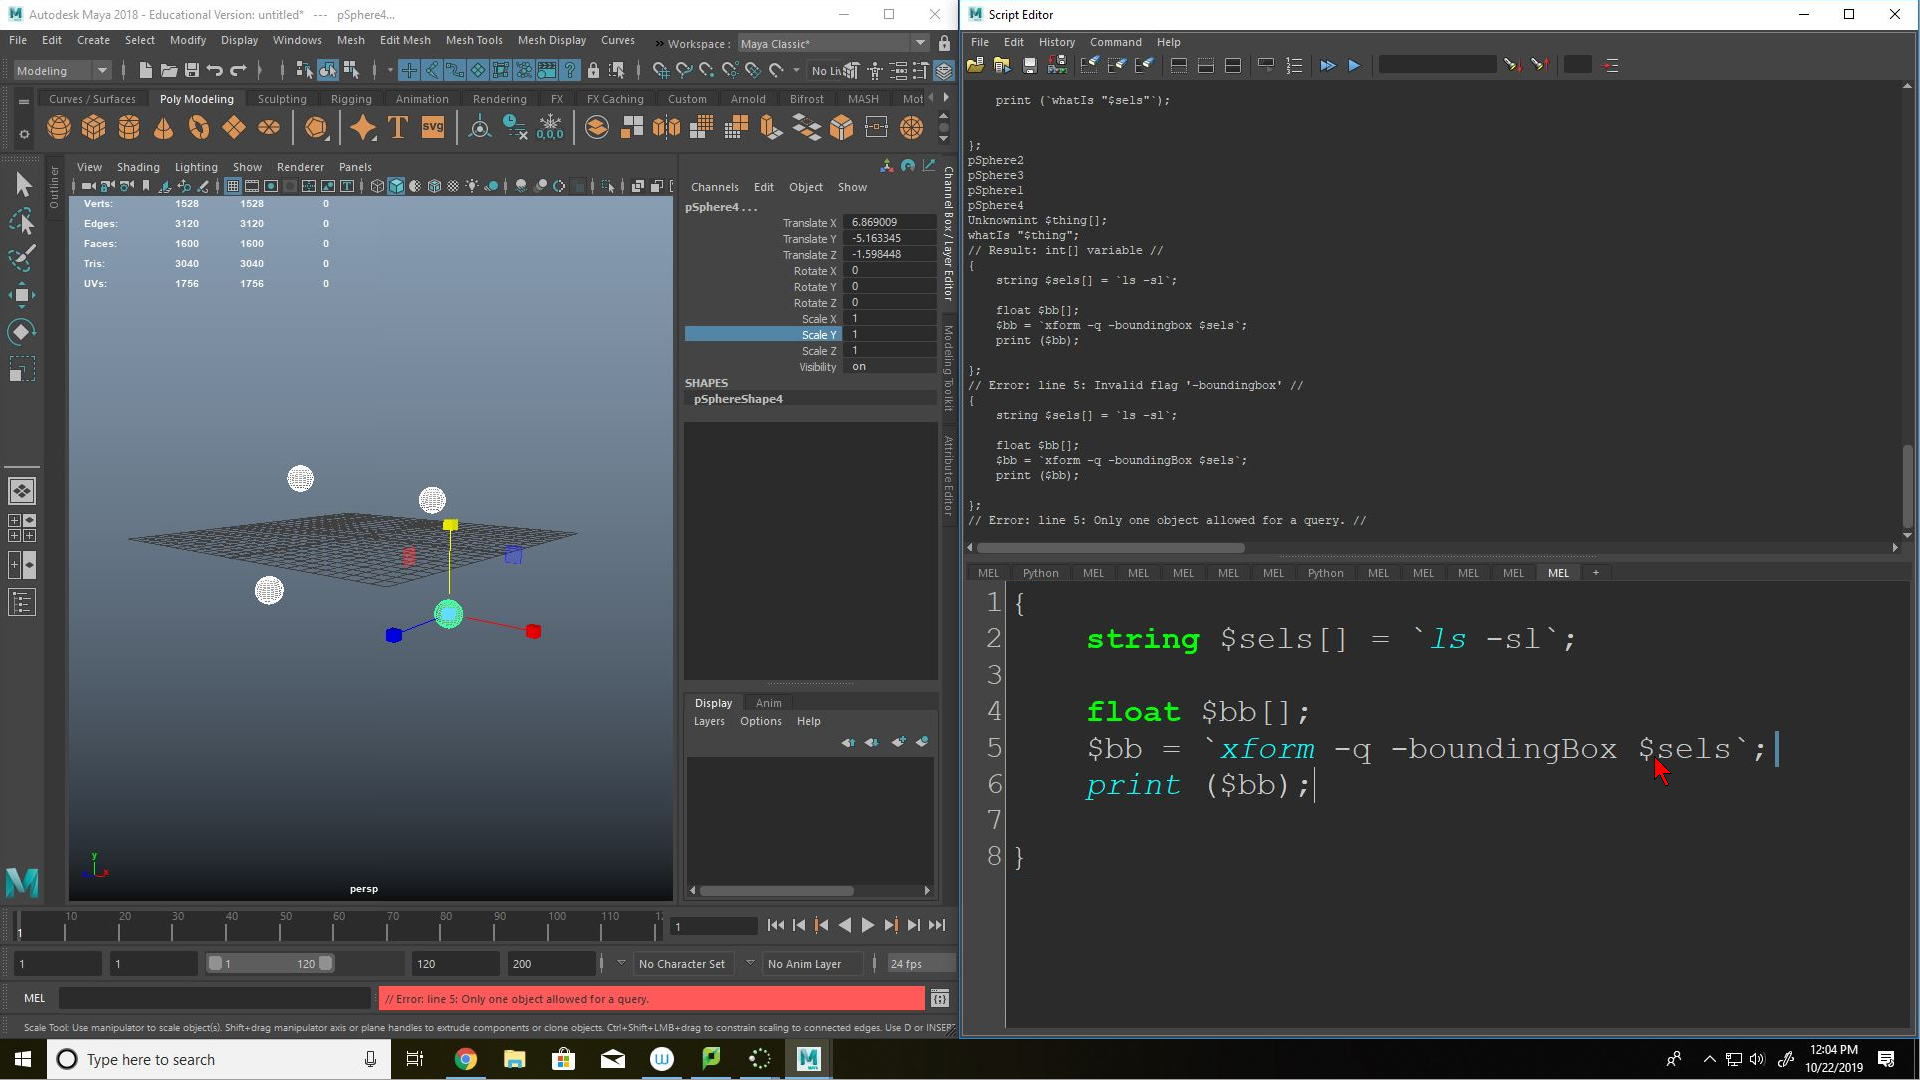 Autodesk Maya 2018 - Educational Version: untitled*   ---   pSphere4...
File Edit Create Select Modify Display Windows Mesh Edit Mesh Mesh Tools Mesh Display Curves
Workspace : Maya Classic*
Modeling
No Liv
Curves / Surfaces Poly Modeling Sculpting Rigging Animation Rendering FX FX Caching Custom Arnold Bifrost MASH Mot
T svg 0,0,0
Outliner
View Shading Lighting Show Renderer Panels
Verts: 1528 1528 0
Edges: 3120 3120 0
Faces: 1600 1600 0
Tris: 3040 3040 0
UVs: 1756 1756 0
y
x
persp
Channels Edit Object Show
pSphere4 . . .
Translate X 6.869009
Translate Y -5.163345
Translate Z -1.598448
Rotate X 0
Rotate Y 0
Rotate Z 0
Scale X 1
Scale Y 1
Scale Z 1
Visibility on
SHAPES
pSphereShape4
Channel Box / Layer Editor
Modeling Toolkit
Attribute Editor
Display Anim
Layers Options Help
1 10 20 30 40 50 60 70 80 90 100 110 12
1
1 1 1 120 120 200
No Character Set No Anim Layer 24 fps
MEL // Error: line 5: Only one object allowed for a query.
Scale Tool: Use manipulator to scale object(s). Shift+drag manipulator axis or plane handles to extrude components or clone objects. Ctrl+Shift+LMB+drag to constrain scaling to connected edges. Use D or INSERT
Script Editor
File Edit History Command Help
print (`whatIs "$sels"`);
};
pSphere2
pSphere3
pSphere1
pSphere4
Unknownint $thing[];
whatIs "$thing";
// Result: int[] variable //
{
string $sels[] = `ls -sl`;
float $bb[];
$bb = `xform -q -boundingbox $sels`;
print ($bb);
};
// Error: line 5: Invalid flag '-boundingbox' //
{
string $sels[] = `ls -sl`;
float $bb[];
$bb = `xform -q -boundingBox $sels`;
print ($bb);
};
// Error: line 5: Only one object allowed for a query. //
MEL Python MEL MEL MEL MEL MEL Python MEL MEL MEL MEL MEL +
1 {
2 string $sels[] = `ls -sl`;
3
4 float $bb[];
5 $bb = `xform -q -boundingBox $sels`;
6 print ($bb);
7
8 }
Type here to search
12:04 PM
10/22/2019